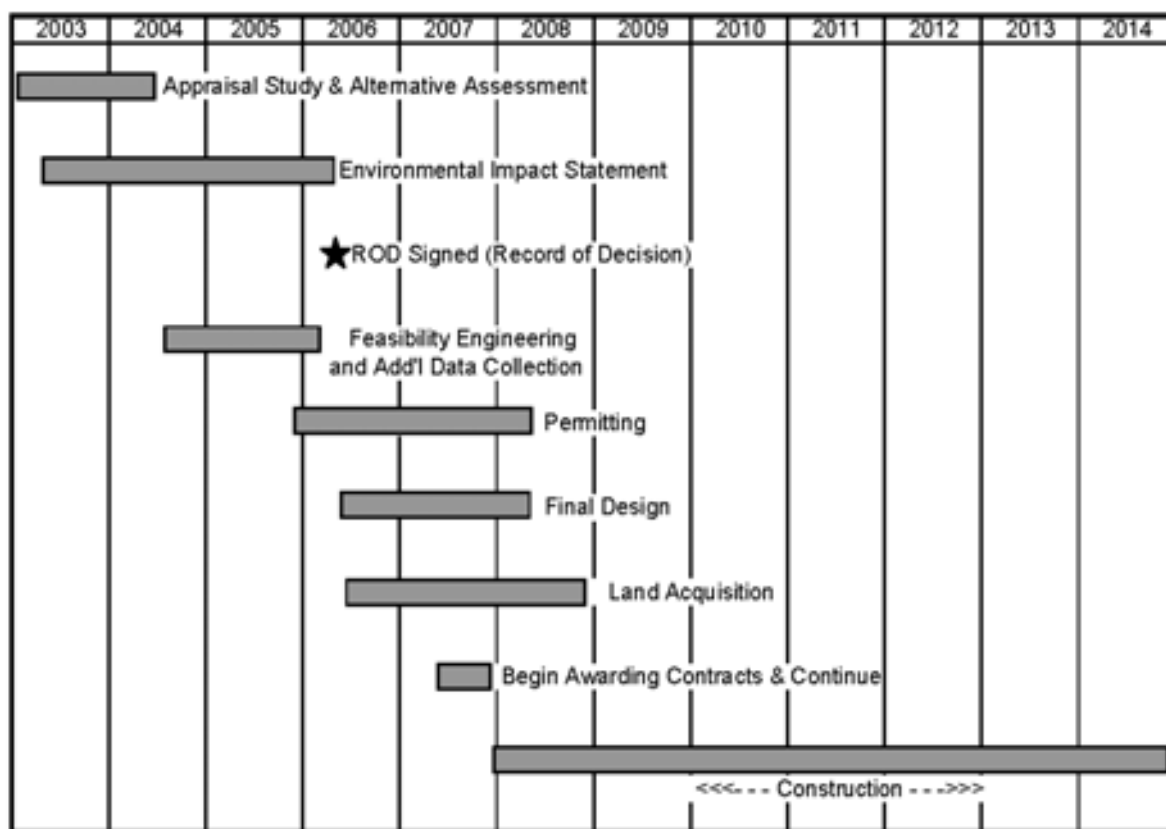 2003 2004 2005 2006 2007 2008 2009 2010 2011 2012 2013 2014
Appraisal Study & Alternative Assessment
Environmental Impact Statement
ROD Signed (Record of Decision)
Feasibility Engineering
and Add'l Data Collection
Permitting
Final Design
Land Acquisition
Begin Awarding Contracts & Continue
<<<- - - Construction - - ->>>